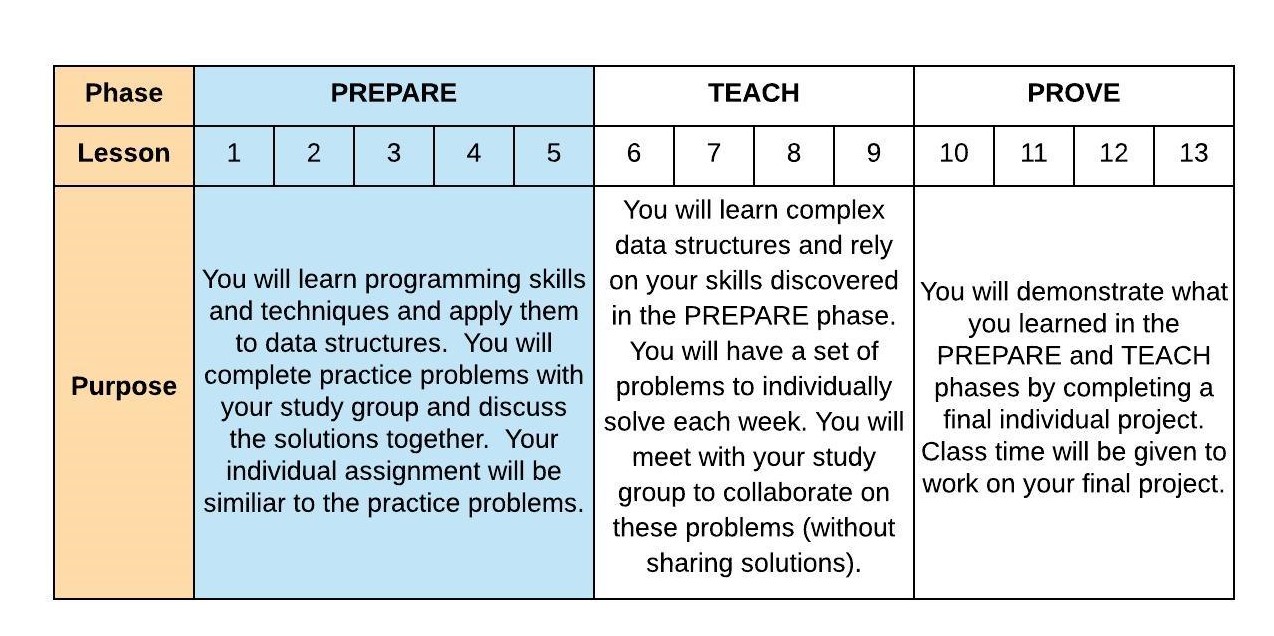 Phase PREPARE TEACH PROVE
Lesson 1 2 3 4 5 6 7 8 9 10 11 12 13
Purpose
You will learn programming skills
and techniques and apply them
to data structures.  You will
complete practice problems with
your study group and discuss
the solutions together.  Your
individual assignment will be
similiar to the practice problems.
You will learn complex
data structures and rely
on your skills discovered
in the PREPARE phase.
You will have a set of
problems to individually
solve each week. You will
meet with your study
group to collaborate on
these problems (without
sharing solutions).
You will demonstrate what
you learned in the
PREPARE and TEACH
phases by completing a
final individual project.
Class time will be given to
work on your final project.